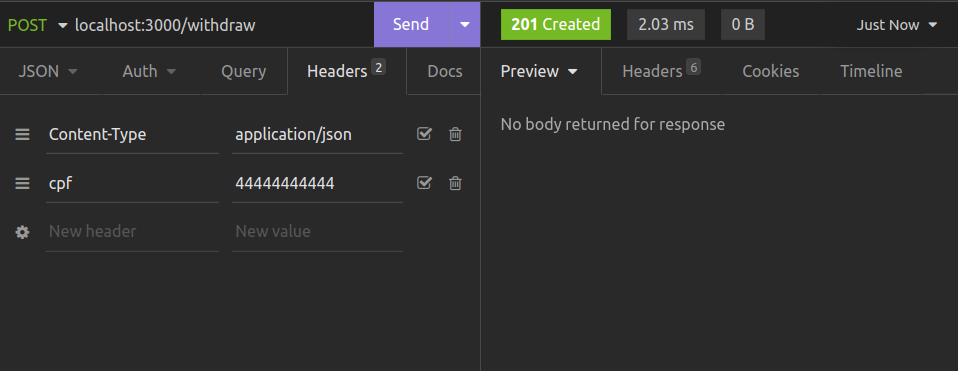 POST localhost:3000/withdraw Send 201 Created 2.03 ms 0 B Just Now
JSON Auth Query Headers 2 Docs Preview Headers 6 Cookies Timeline
Content-Type application/json No body returned for response
cpf 44444444444
New header New value